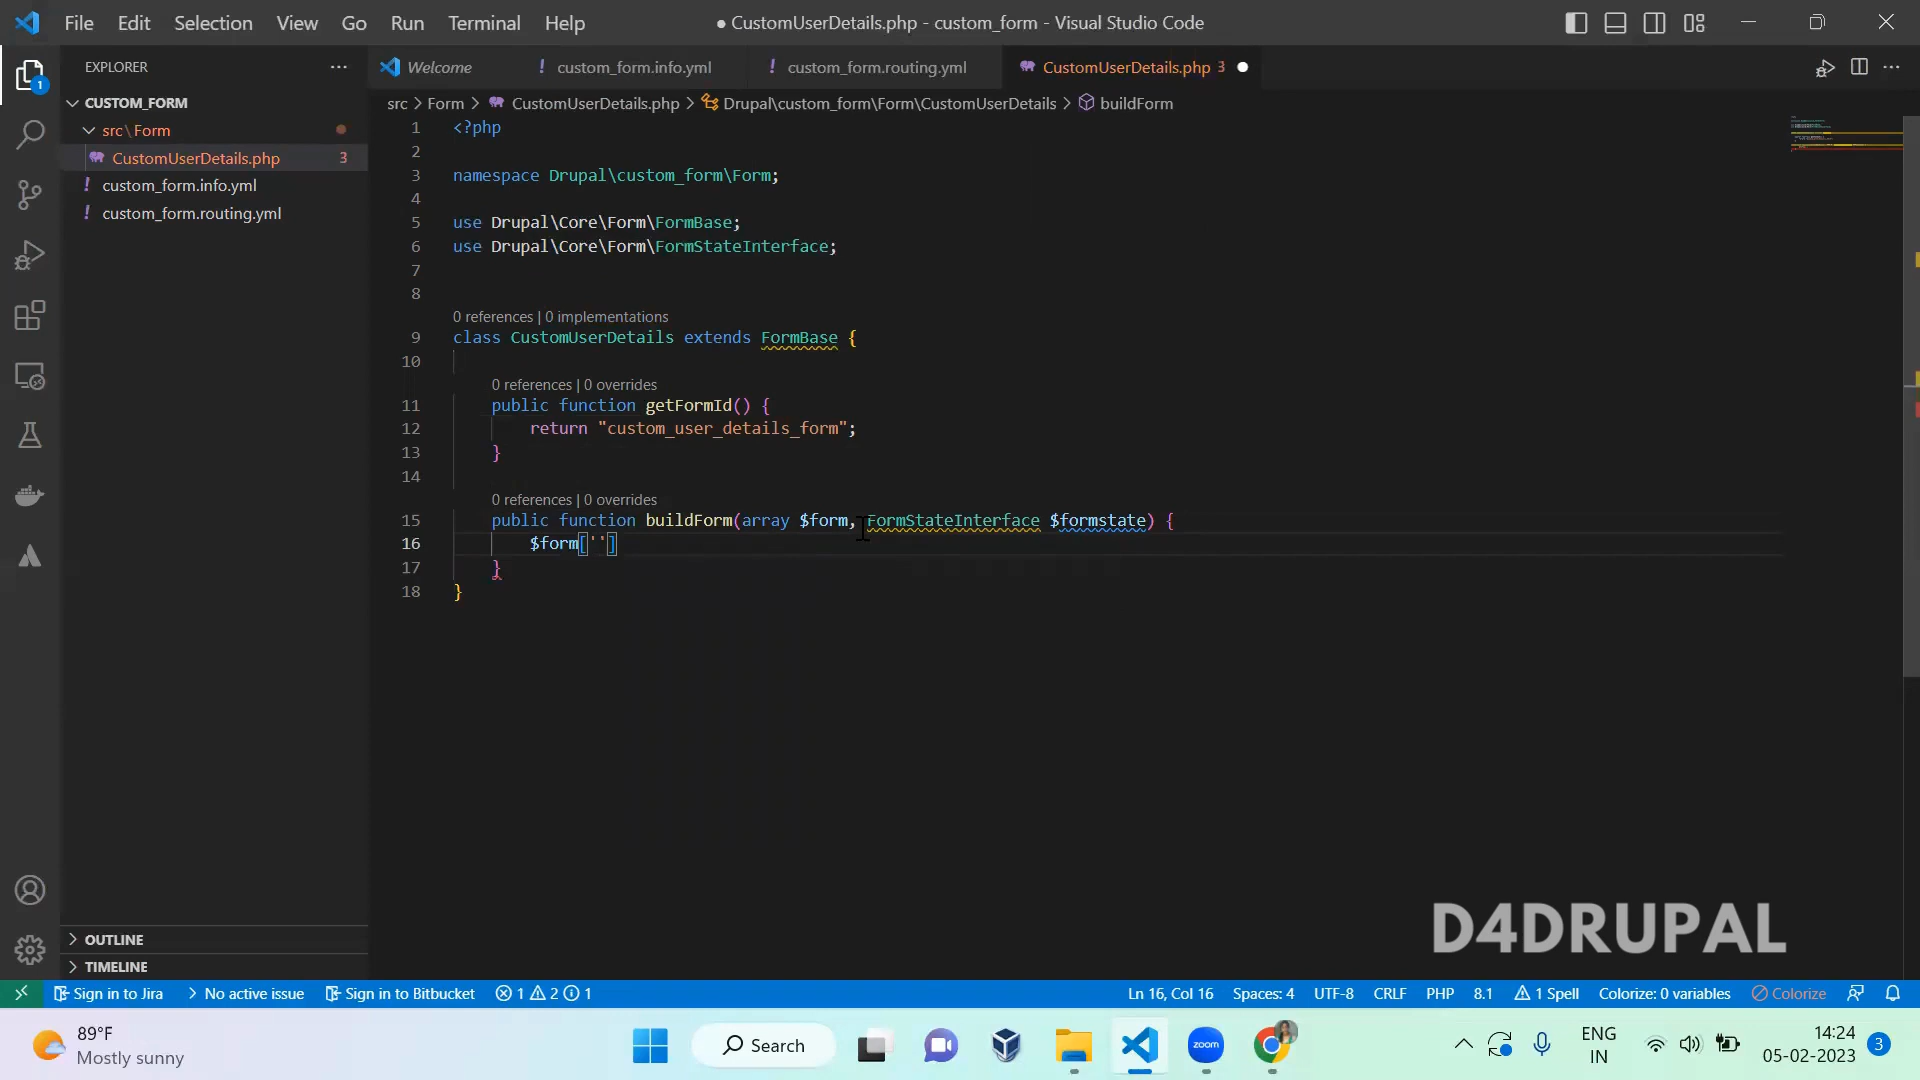 File Edit Selection View Go Run Terminal Help
● CustomUserDetails.php - custom_form - Visual Studio Code
EXPLORER
Welcome
! custom_form.info.yml
! custom_form.routing.yml
CustomUserDetails.php 3
CUSTOM_FORM
src > Form > CustomUserDetails.php > Drupal\custom_form\Form\CustomUserDetails > buildForm
src\Form
CustomUserDetails.php 3
! custom_form.info.yml
! custom_form.routing.yml
1
1 <?php
2
3 namespace Drupal\custom_form\Form;
4
5 use Drupal\Core\Form\FormBase;
6 use Drupal\Core\Form\FormStateInterface;
7
8
0 references | 0 implementations
9 class CustomUserDetails extends FormBase {
10
0 references | 0 overrides
11 public function getFormId() {
12 return "custom_user_details_form";
13 }
14
0 references | 0 overrides
15 public function buildForm(array $form, FormStateInterface $formstate) {
16 $form['']
17 }
18 }
OUTLINE
TIMELINE
D4DRUPAL
Sign in to Jira
> No active issue
Sign in to Bitbucket
1 2 1
Ln 16, Col 16
Spaces: 4
UTF-8
CRLF
PHP
8.1
1 Spell
Colorize: 0 variables
Colorize
89°F
Mostly sunny
Search
zoom
ENG
IN
14:24
05-02-2023
3